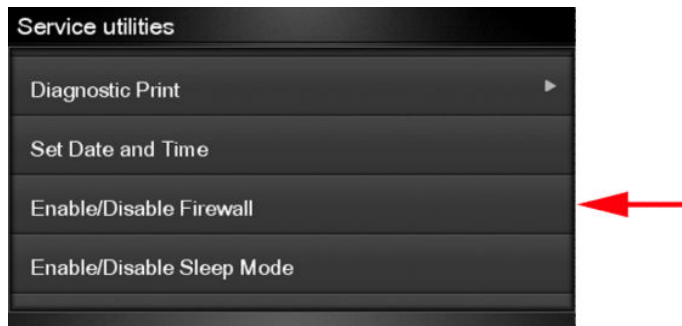 Service utilities
Diagnostic Print
Set Date and Time
Enable/Disable Firewall
Enable/Disable Sleep Mode